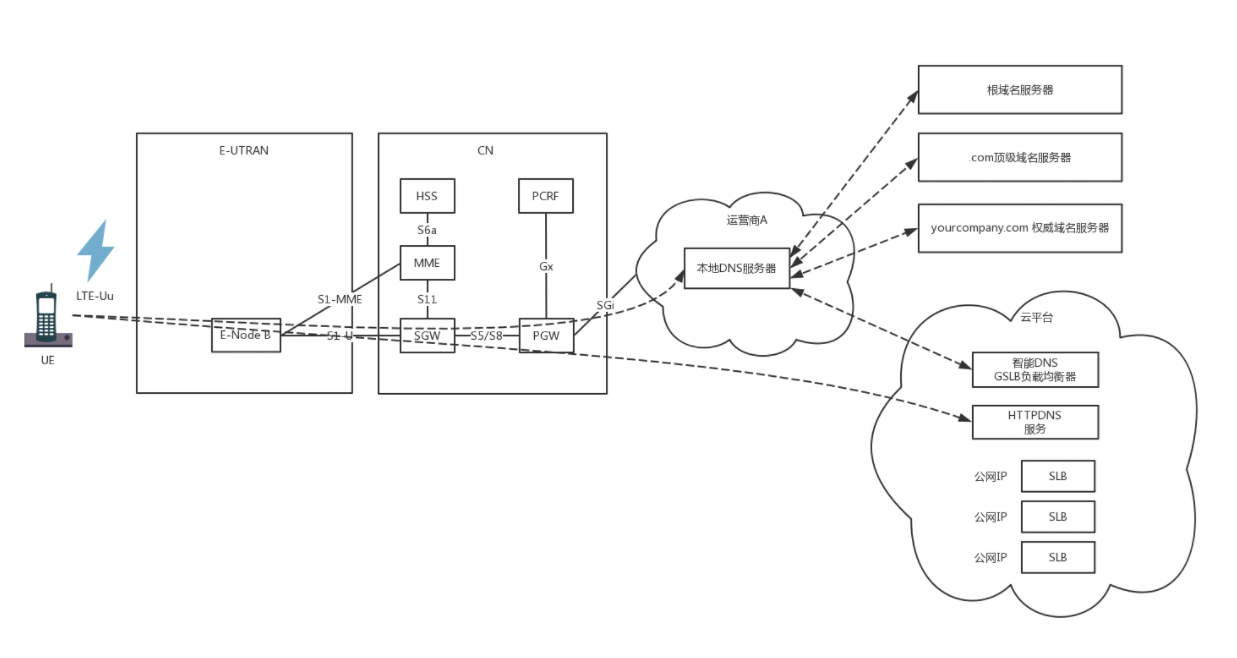 根域名服务器
.com顶级域名服务器
yourcompany.com 权威域名服务器
E-UTRAN
CN
HSS
PCRF
S6a
MME
Gx
S11
S1-MME
LTE-Uu
UE
E-Node B
S1-U
SGW
S5/S8
PGW
SGi
运营商A
本地DNS服务器
云平台
智能DNS
GSLB负载均衡器
HTTPDNS
服务
公网IP SLB
公网IP SLB
公网IP SLB